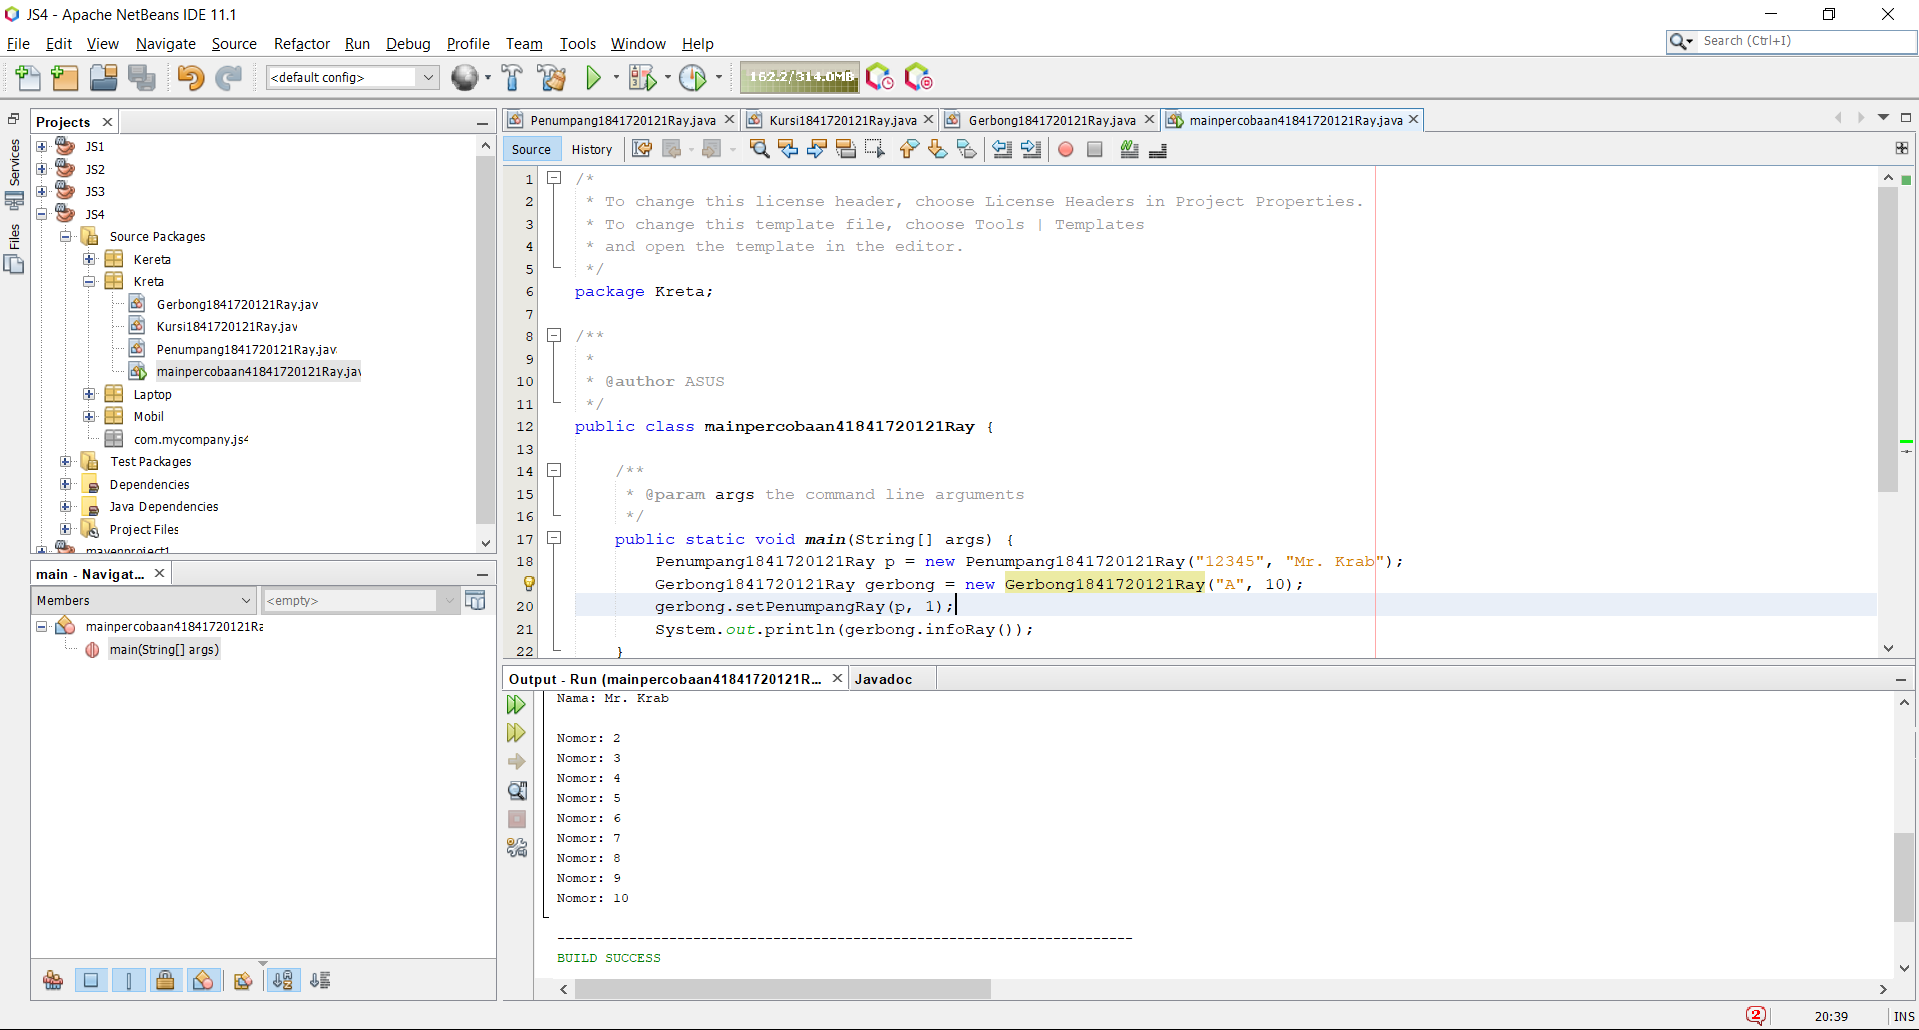 JS4 - Apache NetBeans IDE 11.1
File Edit View Navigate Source Refactor Run Debug Profile Team Tools Window Help
Search (Ctrl+I)
<default config>
162.2/314.0MB
Services
Files
Projects
JS1
JS2
JS3
JS4
Source Packages
Kereta
Kreta
Gerbong1841720121Ray.jav
Kursi1841720121Ray.jav
Penumpang1841720121Ray.java
mainpercobaan41841720121Ray.jav
Laptop
Mobil
com.mycompany.js4
Test Packages
Dependencies
Java Dependencies
Project Files
mavenproject1
main - Navigat...
Members
<empty>
mainpercobaan41841720121Ra
main(String[] args)
Penumpang1841720121Ray.java Kursi1841720121Ray.java Gerbong1841720121Ray.java mainpercobaan41841720121Ray.java
Source History
1 /*
2 * To change this license header, choose License Headers in Project Properties.
3 * To change this template file, choose Tools | Templates
4 * and open the template in the editor.
5 */
6 package Kreta;
7
8 /**
9 *
10 * @author ASUS
11 */
12 public class mainpercobaan41841720121Ray {
13
14 /**
15 * @param args the command line arguments
16 */
17 public static void main(String[] args) {
18 Penumpang1841720121Ray p = new Penumpang1841720121Ray("12345", "Mr. Krab");
Gerbong1841720121Ray gerbong = new Gerbong1841720121Ray("A", 10);
20 gerbong.setPenumpangRay(p, 1);
21 System.out.println(gerbong.infoRay());
22 }
Output - Run (mainpercobaan41841720121R... Javadoc
Nama: Mr. Krab
Nomor: 2
Nomor: 3
Nomor: 4
Nomor: 5
Nomor: 6
Nomor: 7
Nomor: 8
Nomor: 9
Nomor: 10
------------------------------------------------------------------------
BUILD SUCCESS
2
20:39
INS